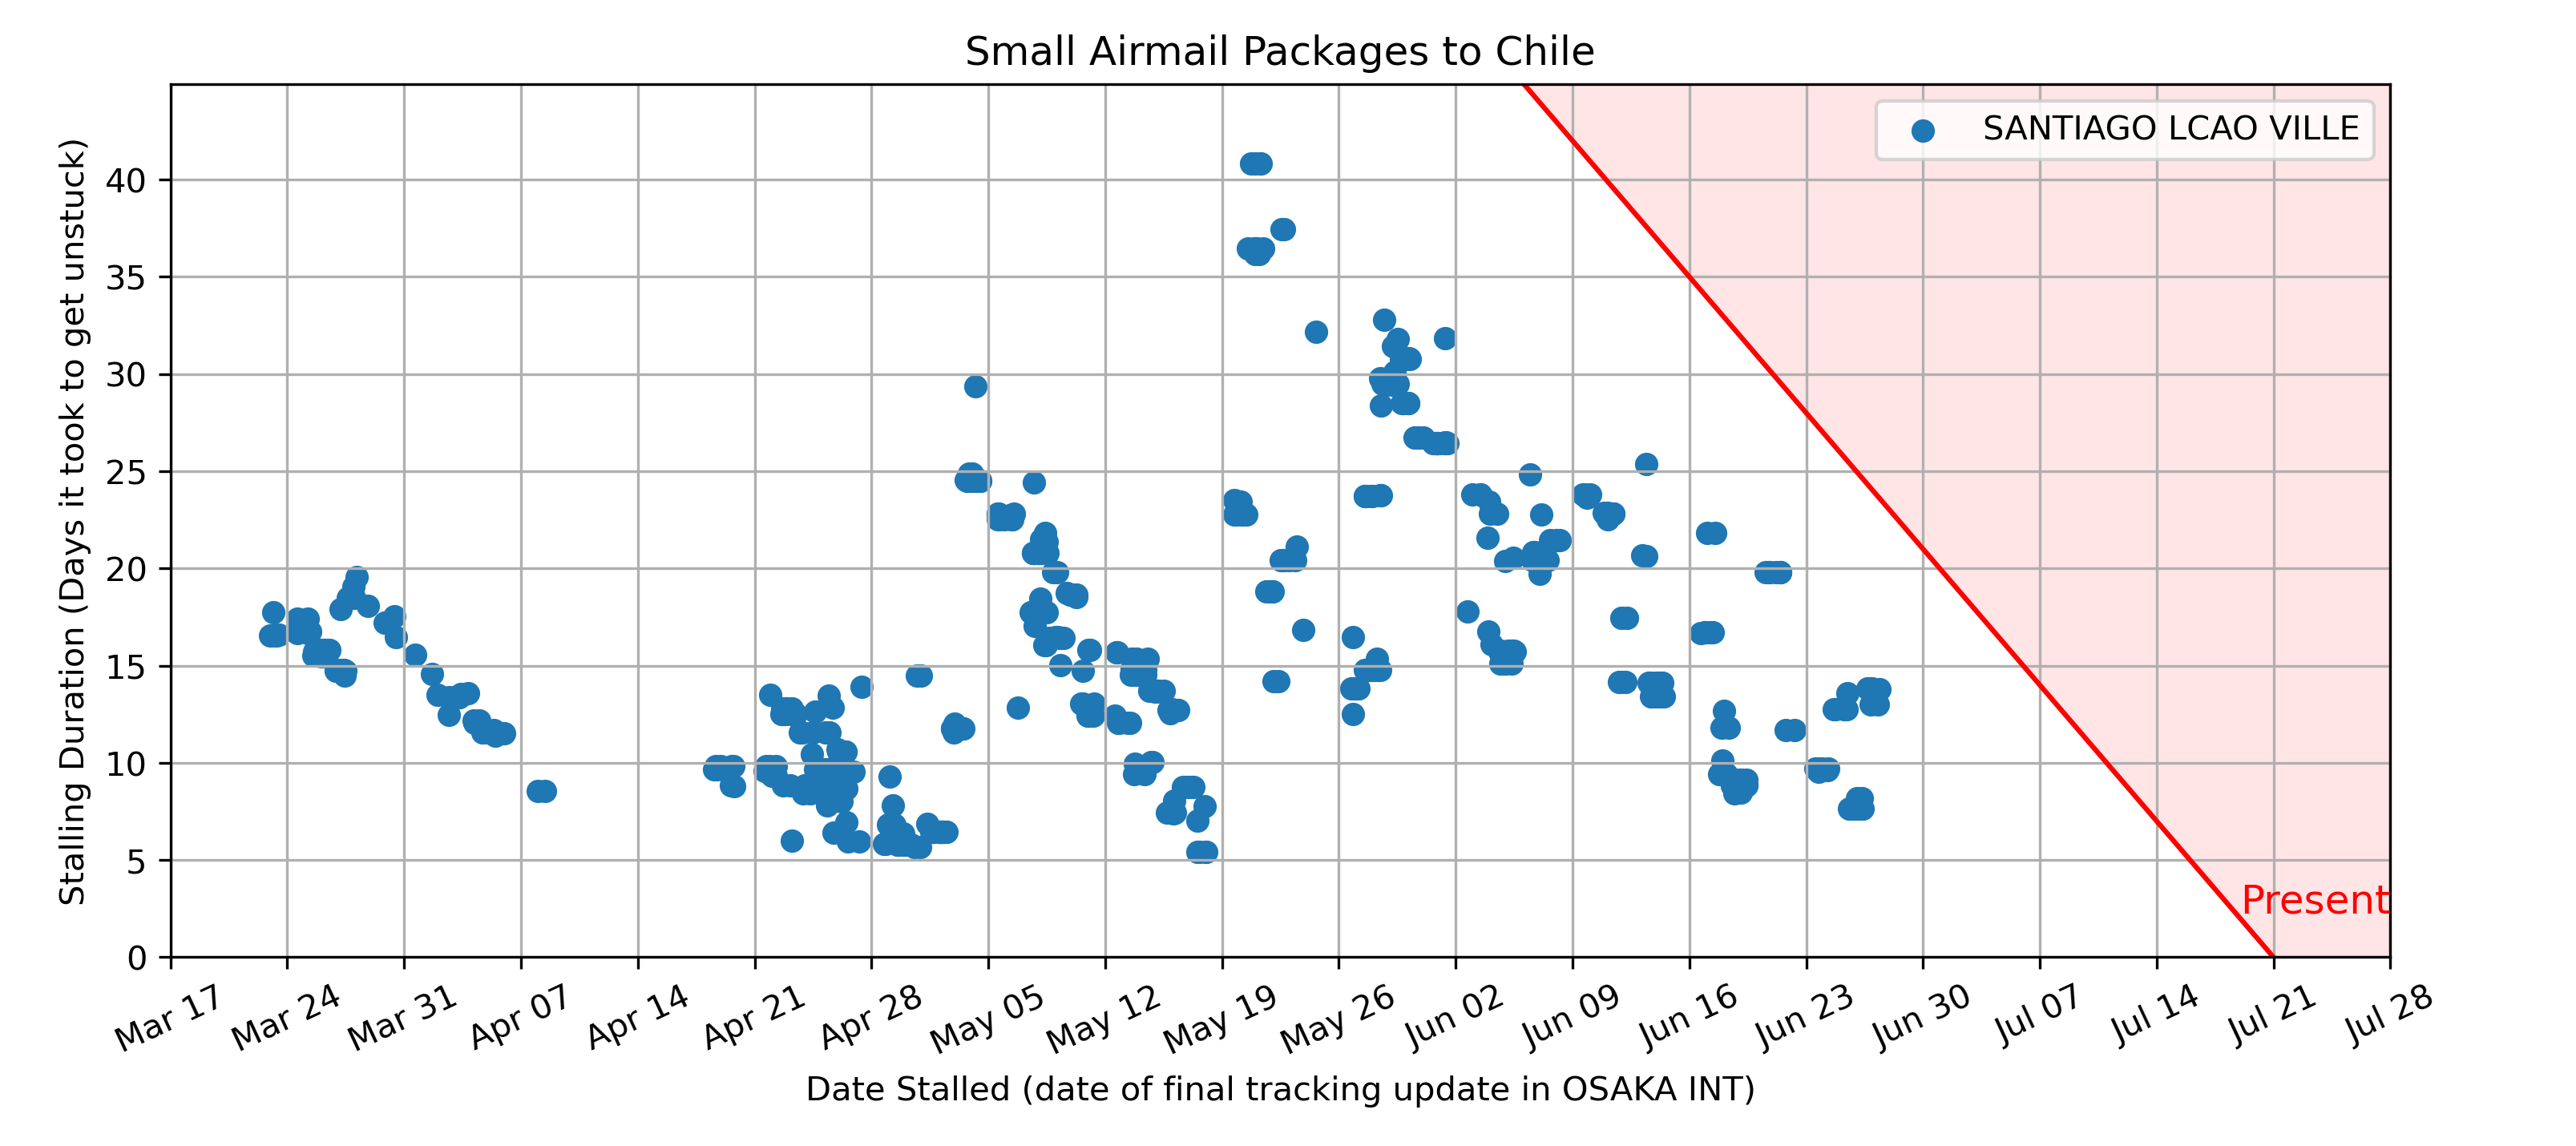 Small Airmail Packages to Chile
SANTIAGO LCAO VILLE
Stalling Duration (Days it took to get unstuck)
40
35
30
25
20
15
10
5
0
Present
Mar 17
Mar 24
Mar 31
Apr 07
Apr 14
Apr 21
Apr 28
May 05
May 12
May 19
May 26
Jun 02
Jun 09
Jun 16
Jun 23
Jun 30
Jul 07
Jul 14
Jul 21
Jul 28
Date Stalled (date of final tracking update in OSAKA INT)